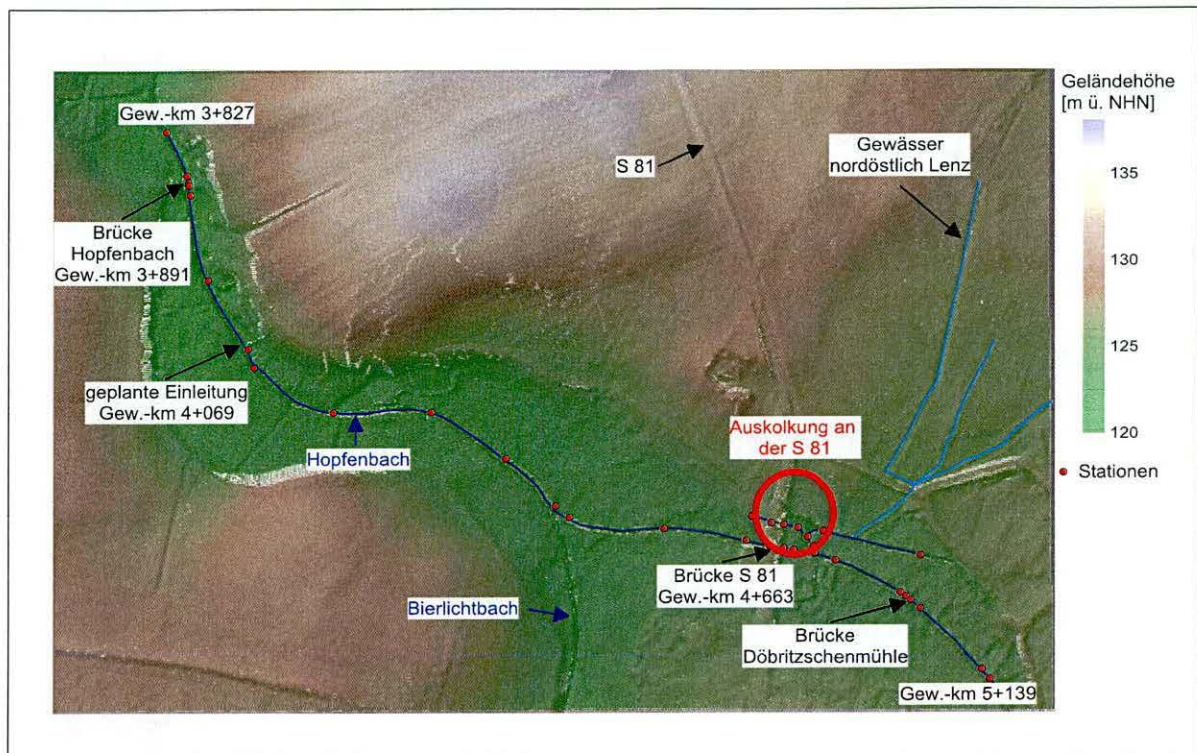 Gew.-km 3+827
Brücke
Hopfenbach
Gew.-km 3+891
geplante Einleitung
Gew.-km 4+069
Hopfenbach
S 81
Gewässer
nordöstlich Lenz
Auskolkung an
der S 81
Brücke S 81
Gew.-km 4+663
Bierlichtbach
Brücke
Döbritzschenmühle
Gew.-km 5+139
Geländehöhe
[m ü. NHN]
135
130
125
120
Stationen